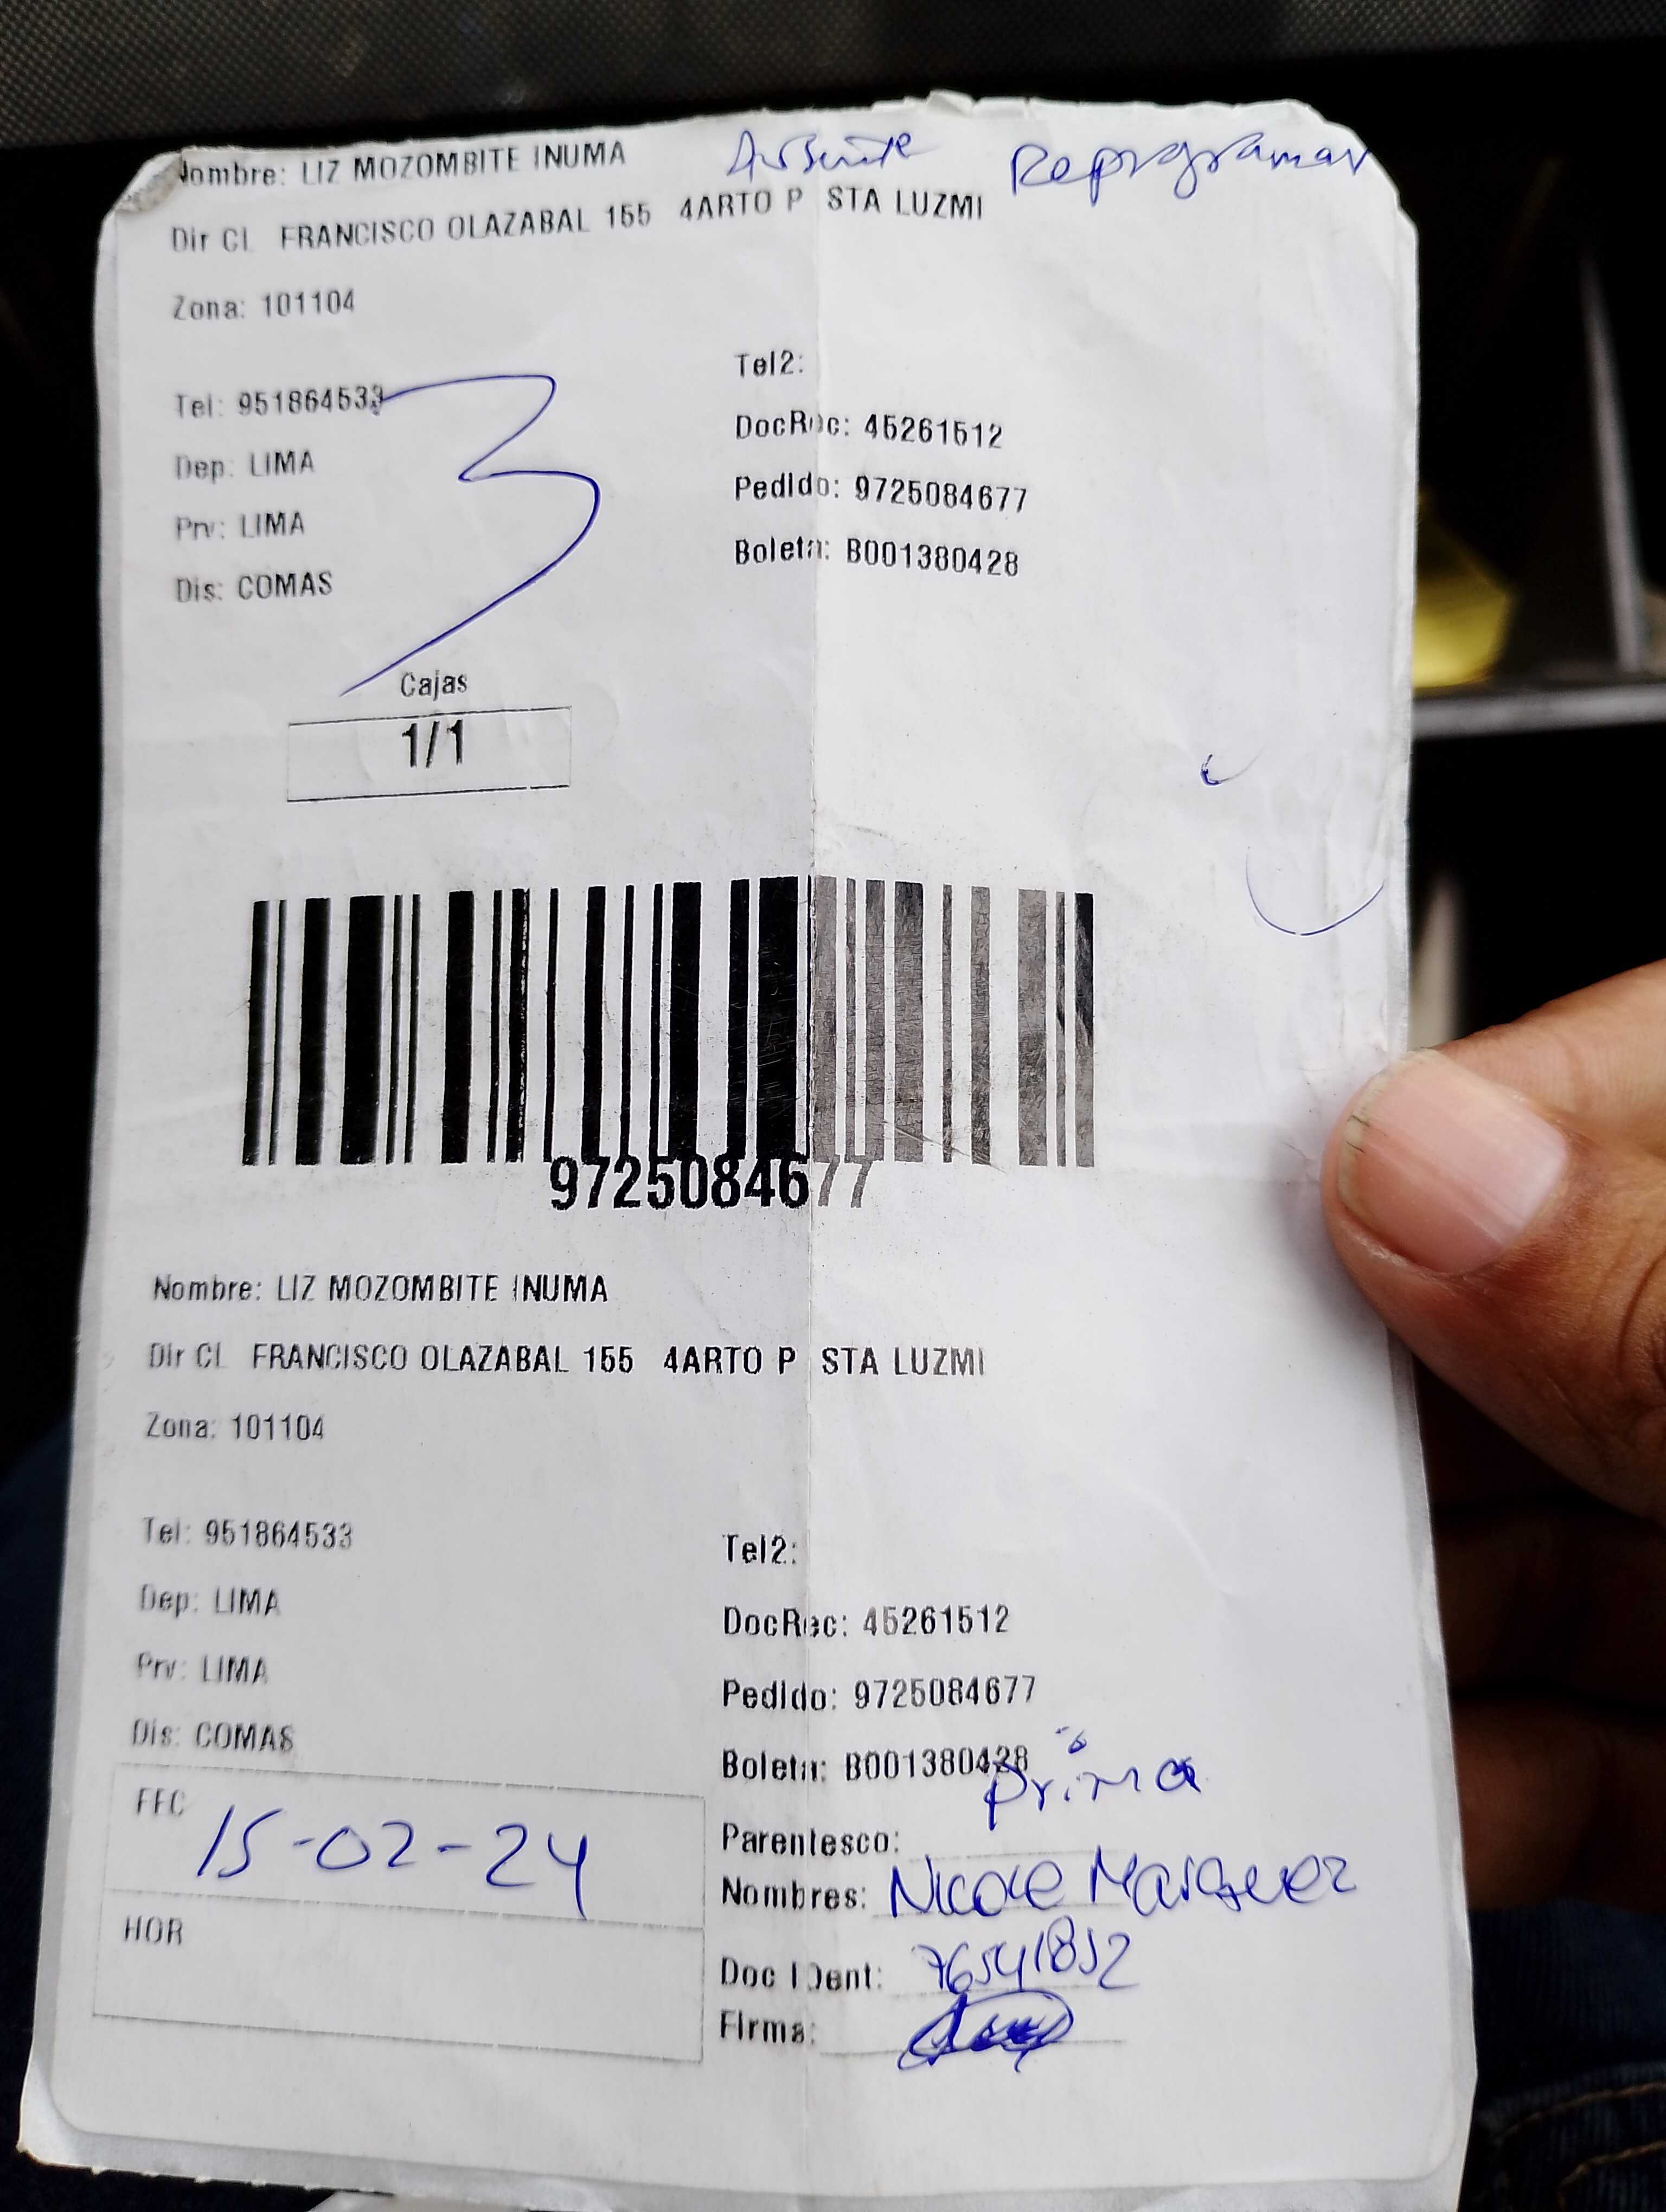 Nombre: LIZ MOZOMBITE INUMA Ausente Reprogramar
Dir Cl FRANCISCO OLAZABAL 155 4ARTO P STA LUZMI
Zona: 101104
Tel2:
Tel: 951864533
DocRec: 45261512
Dep: LIMA
Pedido: 9725084677
Prv: LIMA
Boleta: B001380428
Dis: COMAS
3
Cajas
1/1
9725084677
Nombre: LIZ MOZOMBITE INUMA
Dir Cl FRANCISCO OLAZABAL 155 4ARTO P STA LUZMI
Zona: 101104
Tel: 951864533
Tel2:
Dep: LIMA
DocRec: 45261512
Prv: LIMA
Pedido: 9725084677
Dis: COMAS
Boleta: B001380428
FEC 15-02-24
Parentesco: prima
Nombres: Nicole Marquez
HOR
Doc Ident: 76541852
Firma: